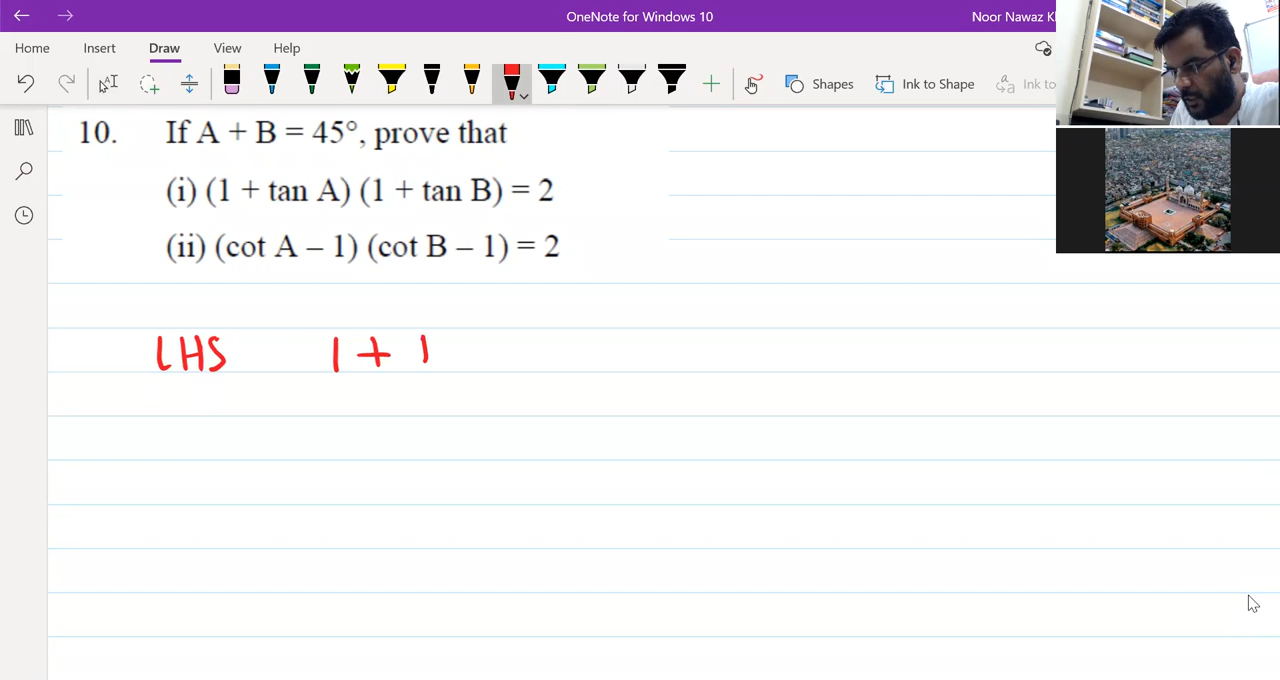 OneNote for Windows 10
Noor Nawaz
Home Insert Draw View Help
Shapes Ink to Shape Ink to
10. If A + B = 45°, prove that
(i) (1 + tan A) (1 + tan B) = 2
(ii) (cot A – 1) (cot B – 1) = 2
LHS 1 + 1